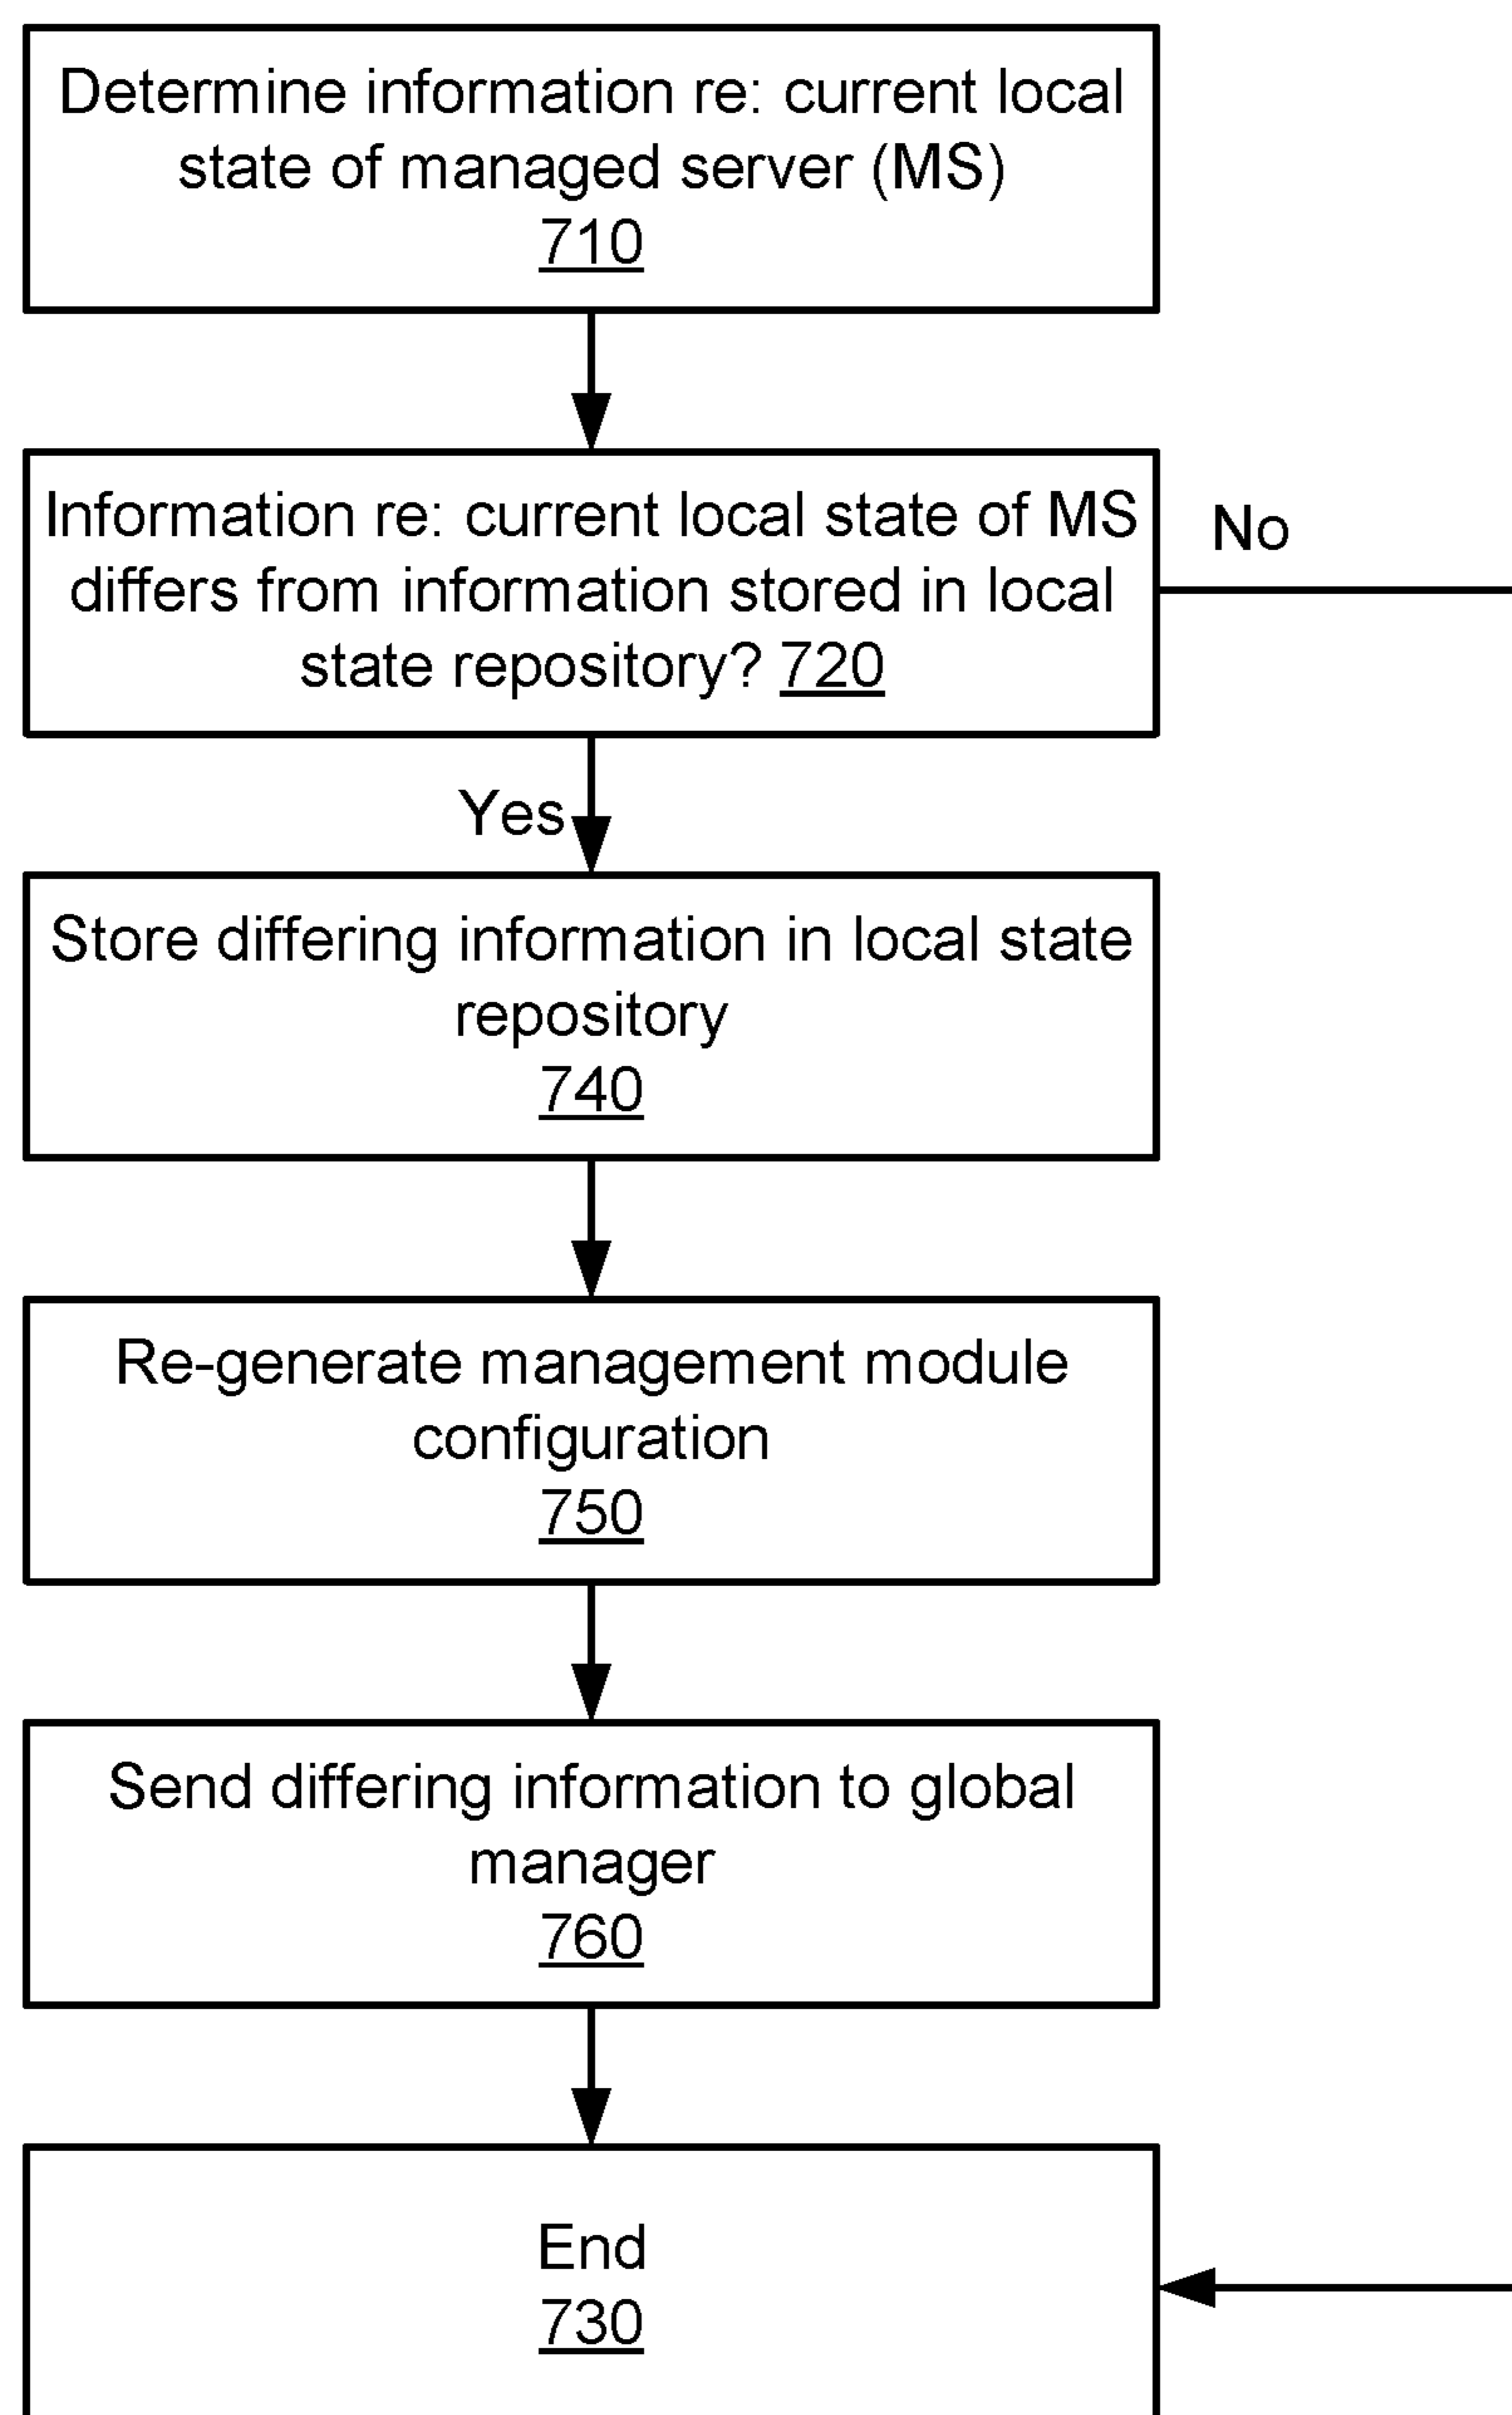 Determine information re: current local
state of managed server (MS)
710
Information re: current local state of MS
differs from information stored in local
state repository? 720
No
Yes
Store differing information in local state
repository
740
Re-generate management module
configuration
750
Send differing information to global
manager
760
End
730